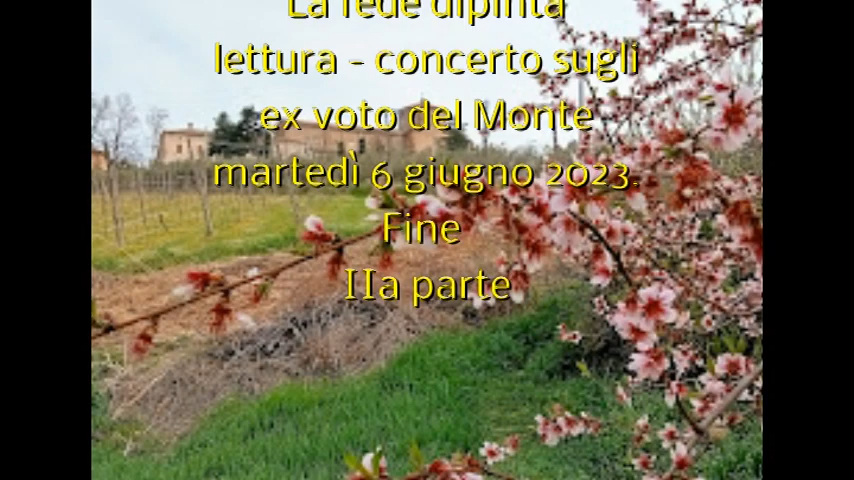 La fede dipinta
lettura - concerto sugli
ex voto del Monte
martedì 6 giugno 2023.
Fine
IIa parte